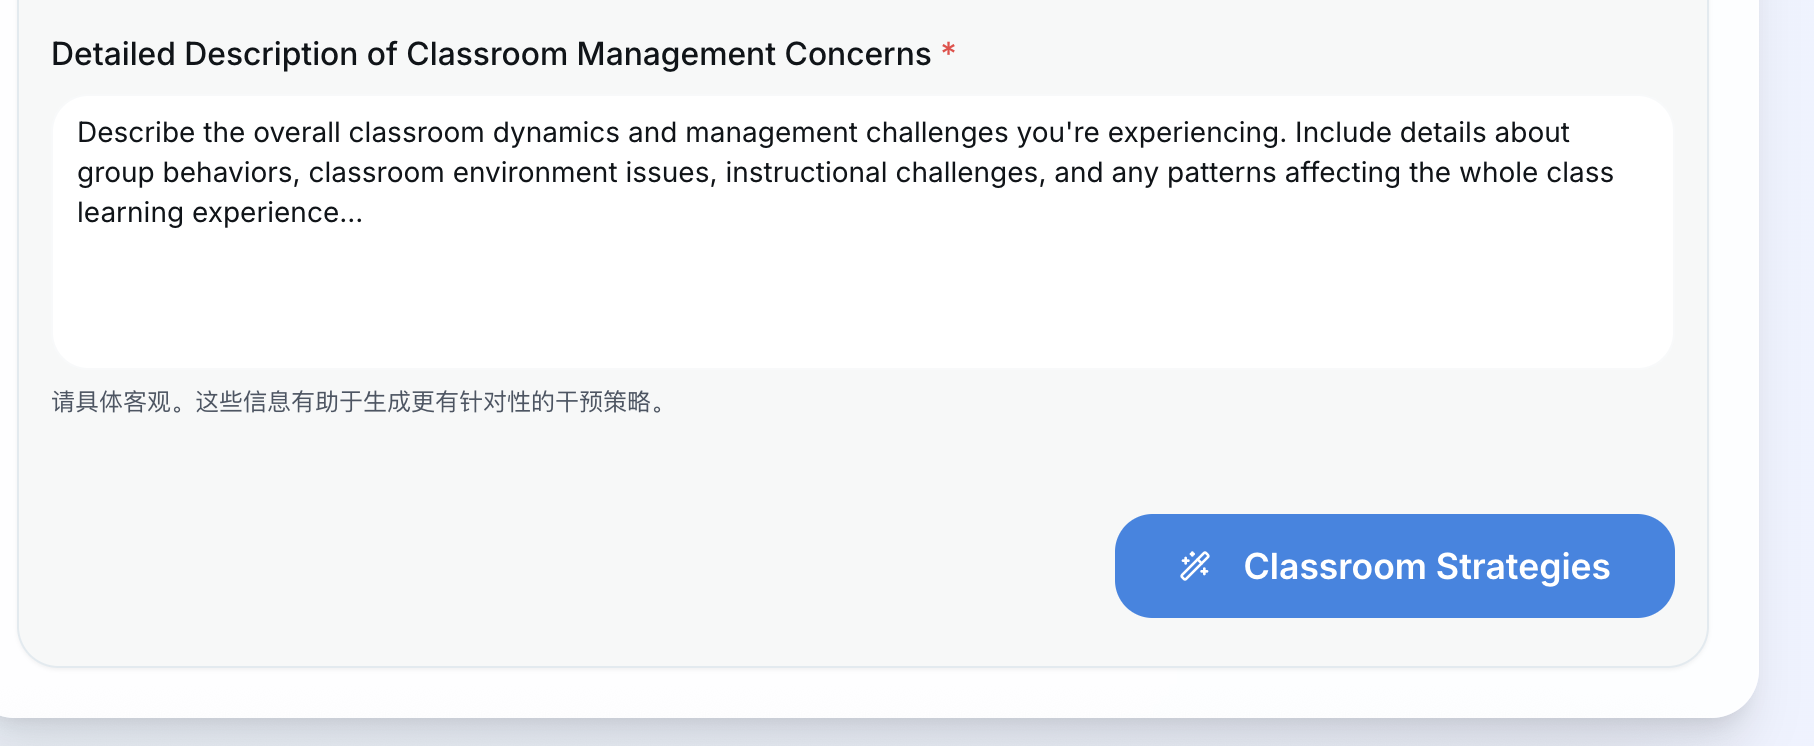 Detailed Description of Classroom Management Concerns *
Describe the overall classroom dynamics and management challenges you're experiencing. Include details about
group behaviors, classroom environment issues, instructional challenges, and any patterns affecting the whole class
learning experience...
请具体客观。这些信息有助于生成更有针对性的干预策略。
Classroom Strategies